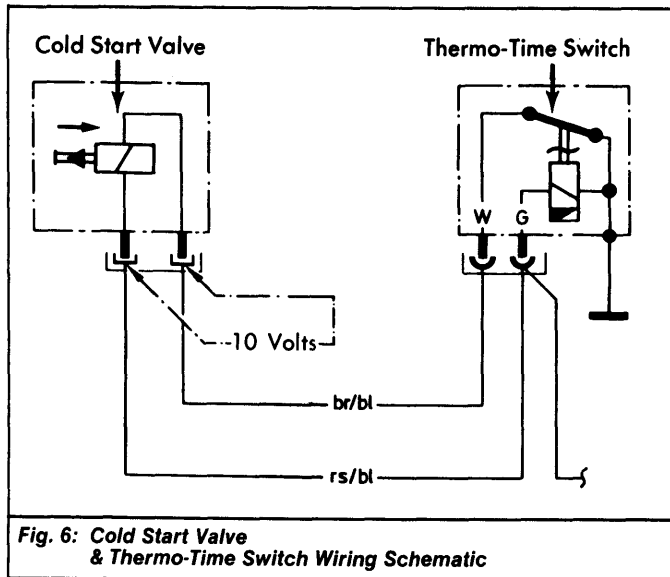 Cold Start Valve
Thermo-Time Switch
W G
10 Volts
br/bl
rs/bl
Fig. 6: Cold Start Valve
& Thermo-Time Switch Wiring Schematic